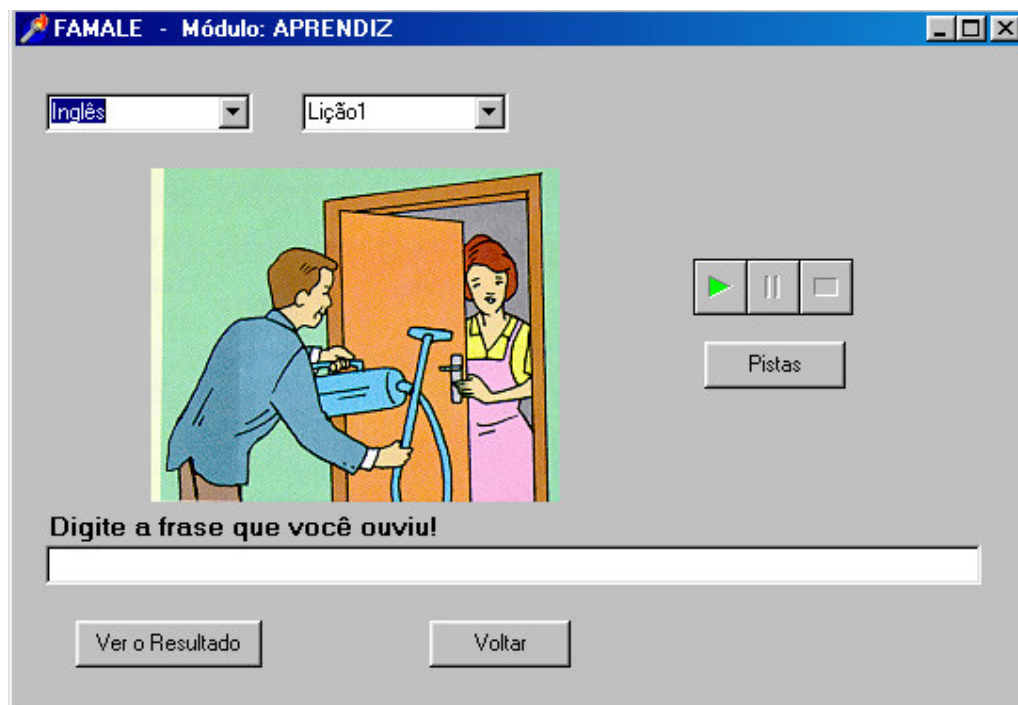 FAMALE - Módulo: APRENDIZ
Inglês
Lição1
Pistas
Digite a frase que você ouviu!
Ver o Resultado
Voltar